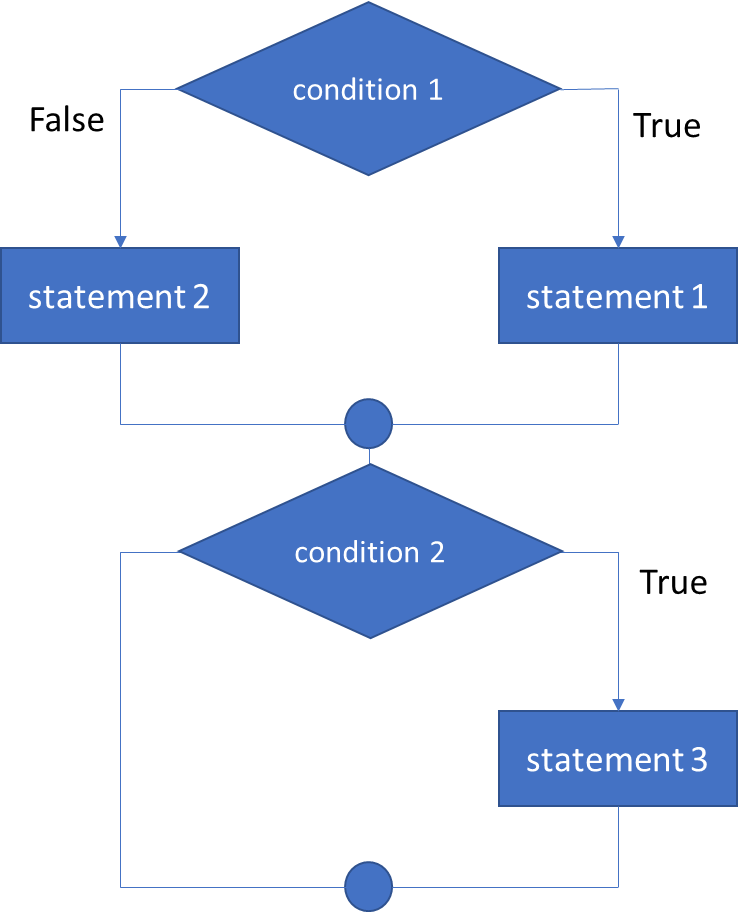 condition 1
False
True
statement 2
statement 1
condition 2
True
statement 3